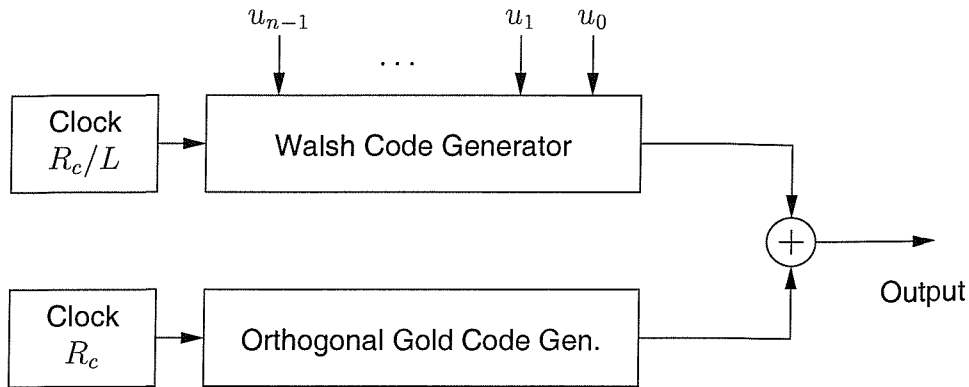 u_{n-1} ... u_1 u_0
Clock
R_c/L
Walsh Code Generator
+
Output
Clock
R_c
Orthogonal Gold Code Gen.